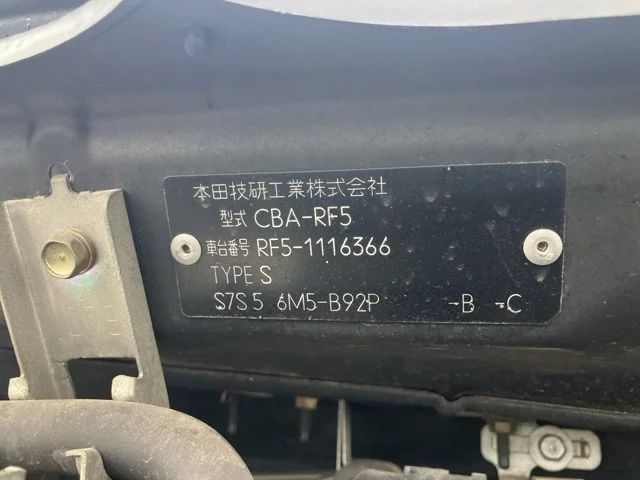 本田技研工業株式会社
型式 CBA-RF5
車台番号 RF5-1116366
TYPE S
S7S5 6M5-B92P -B -C